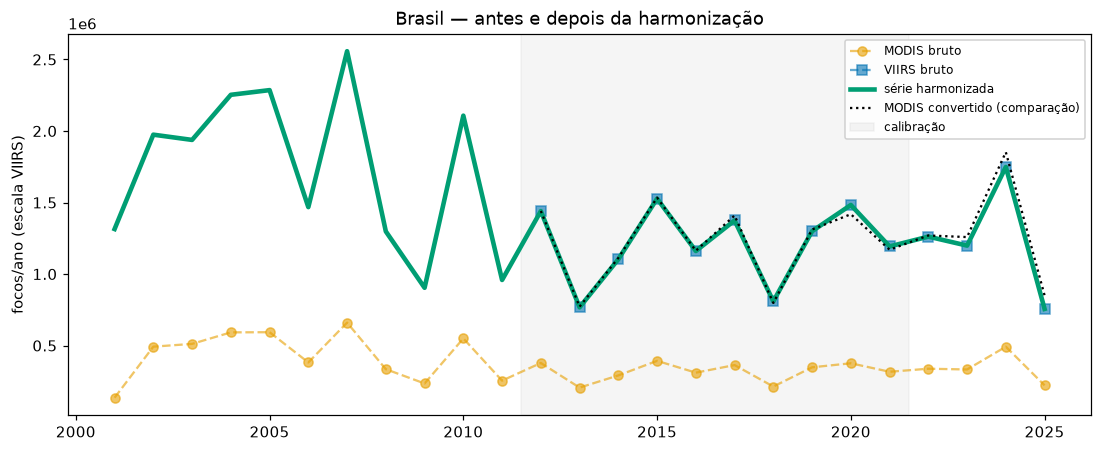 Brasil — antes e depois da harmonização
1e6
focos/ano (escala VIIRS)
2.5
2.0
1.5
1.0
0.5
2000
2005
2010
2015
2020
2025
MODIS bruto
VIIRS bruto
série harmonizada
MODIS convertido (comparação)
calibração